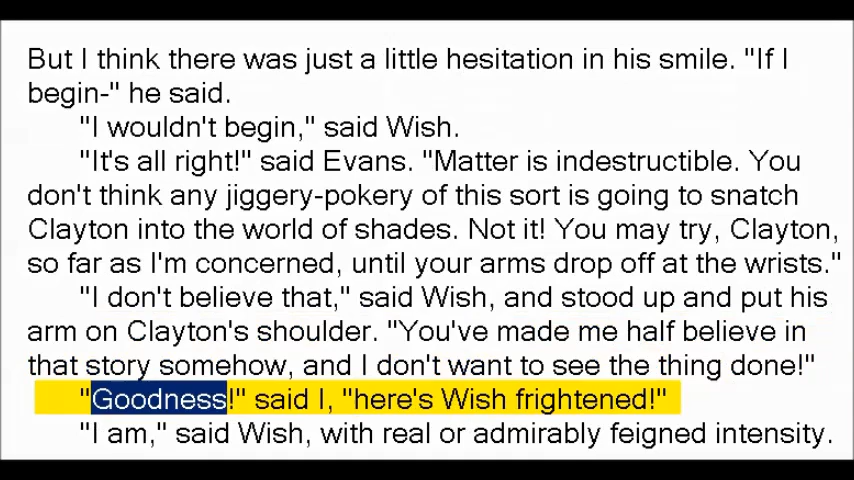 But I think there was just a little hesitation in his smile. "If I
begin-" he said.
"I wouldn't begin," said Wish.
"It's all right!" said Evans. "Matter is indestructible. You
don't think any jiggery-pokery of this sort is going to snatch
Clayton into the world of shades. Not it! You may try, Clayton,
so far as I'm concerned, until your arms drop off at the wrists."
"I don't believe that," said Wish, and stood up and put his
arm on Clayton's shoulder. "You've made me half believe in
that story somehow, and I don't want to see the thing done!"
"Goodness!" said I, "here's Wish frightened!"
"I am," said Wish, with real or admirably feigned intensity.